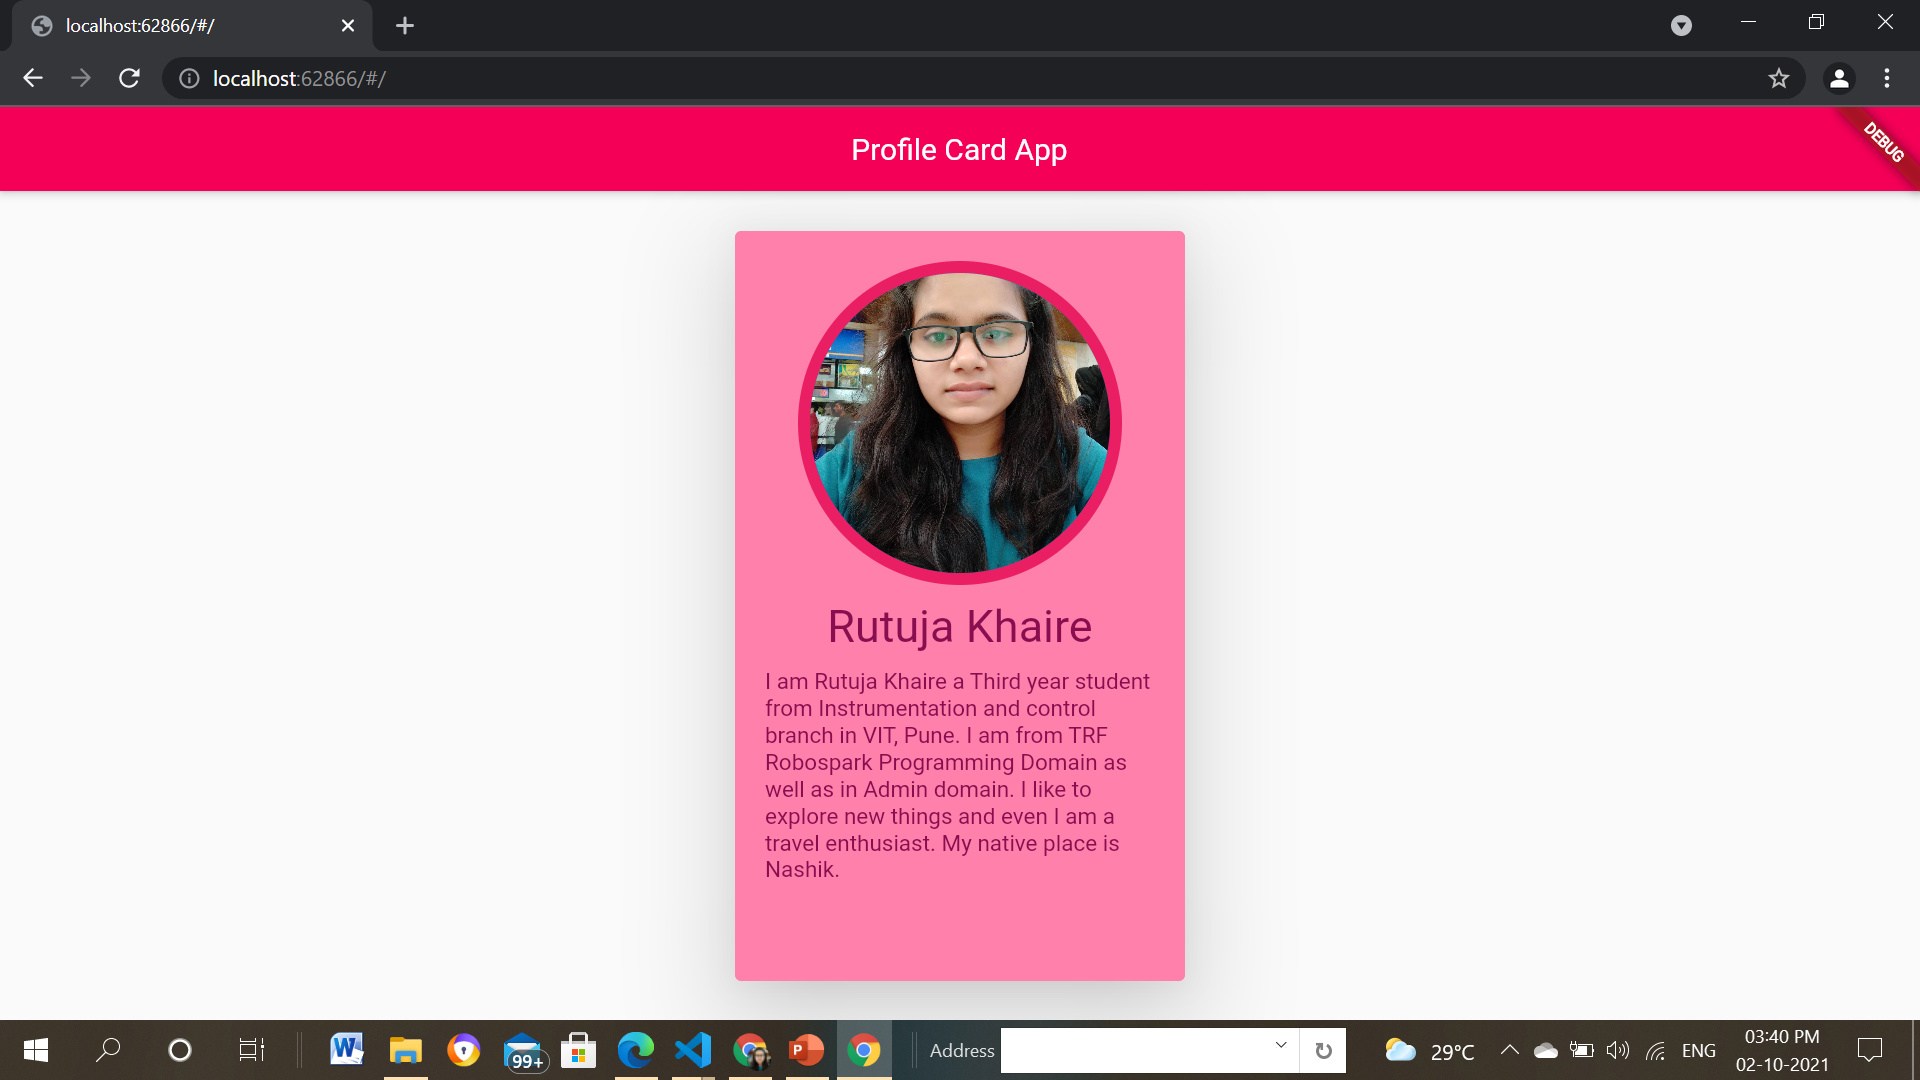 localhost:62866/#/
localhost:62866/#/
Profile Card App
DEBUG
Rutuja Khaire
I am Rutuja Khaire a Third year student
from Instrumentation and control
branch in VIT, Pune. I am from TRF
Robospark Programming Domain as
well as in Admin domain. I like to
explore new things and even I am a
travel enthusiast. My native place is
Nashik.
W
99+
P
Address
29°C
ENG
03:40 PM
02-10-2021